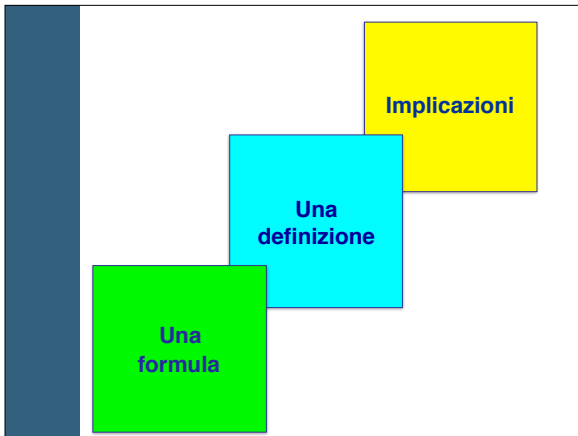 Implicazioni
Una
definizione
Una
formula